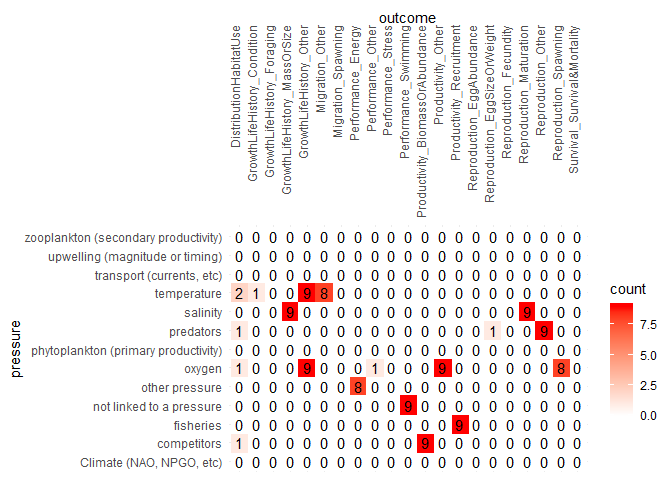 outcome
DistributionHabitatUse
GrowthLifeHistory_Condition
GrowthLifeHistory_Foraging
GrowthLifeHistory_MassOrSize
GrowthLifeHistory_Other
Migration_Other
Migration_Spawning
Performance_Energy
Performance_Other
Performance_Stress
Performance_Swimming
Productivity_BiomassOrAbundance
Productivity_Other
Productivity_Recruitment
Reproduction_EggAbundance
Reproduction_EggSizeOrWeight
Reproduction_Fecundity
Reproduction_Maturation
Reproduction_Other
Reproduction_Spawning
Survival_Survival&Mortality
pressure
zooplankton (secondary productivity) 0 0 0 0 0 0 0 0 0 0 0 0 0 0 0 0 0 0 0 0 0
upwelling (magnitude or timing) 0 0 0 0 0 0 0 0 0 0 0 0 0 0 0 0 0 0 0 0 0
transport (currents, etc) 0 0 0 0 0 0 0 0 0 0 0 0 0 0 0 0 0 0 0 0 0
temperature 2 1 0 0 9 8 0 0 0 0 0 0 0 0 0 0 0 0 0 0 0
salinity 0 0 0 9 0 0 0 0 0 0 0 0 0 0 0 0 0 9 0 0 0
predators 1 0 0 0 0 0 0 0 0 0 0 0 0 0 0 1 0 0 9 0 0
phytoplankton (primary productivity) 0 0 0 0 0 0 0 0 0 0 0 0 0 0 0 0 0 0 0 0 0
oxygen 1 0 0 0 9 0 0 0 1 0 0 0 9 0 0 0 0 0 0 8 0
other pressure 0 0 0 0 0 0 0 8 0 0 0 0 0 0 0 0 0 0 0 0 0
not linked to a pressure 0 0 0 0 0 0 0 0 0 0 9 0 0 0 0 0 0 0 0 0 0
fisheries 0 0 0 0 0 0 0 0 0 0 0 0 0 9 0 0 0 0 0 0 0
competitors 1 0 0 0 0 0 0 0 0 0 0 9 0 0 0 0 0 0 0 0 0
Climate (NAO, NPGO, etc) 0 0 0 0 0 0 0 0 0 0 0 0 0 0 0 0 0 0 0 0 0
count
7.5
5.0
2.5
0.0